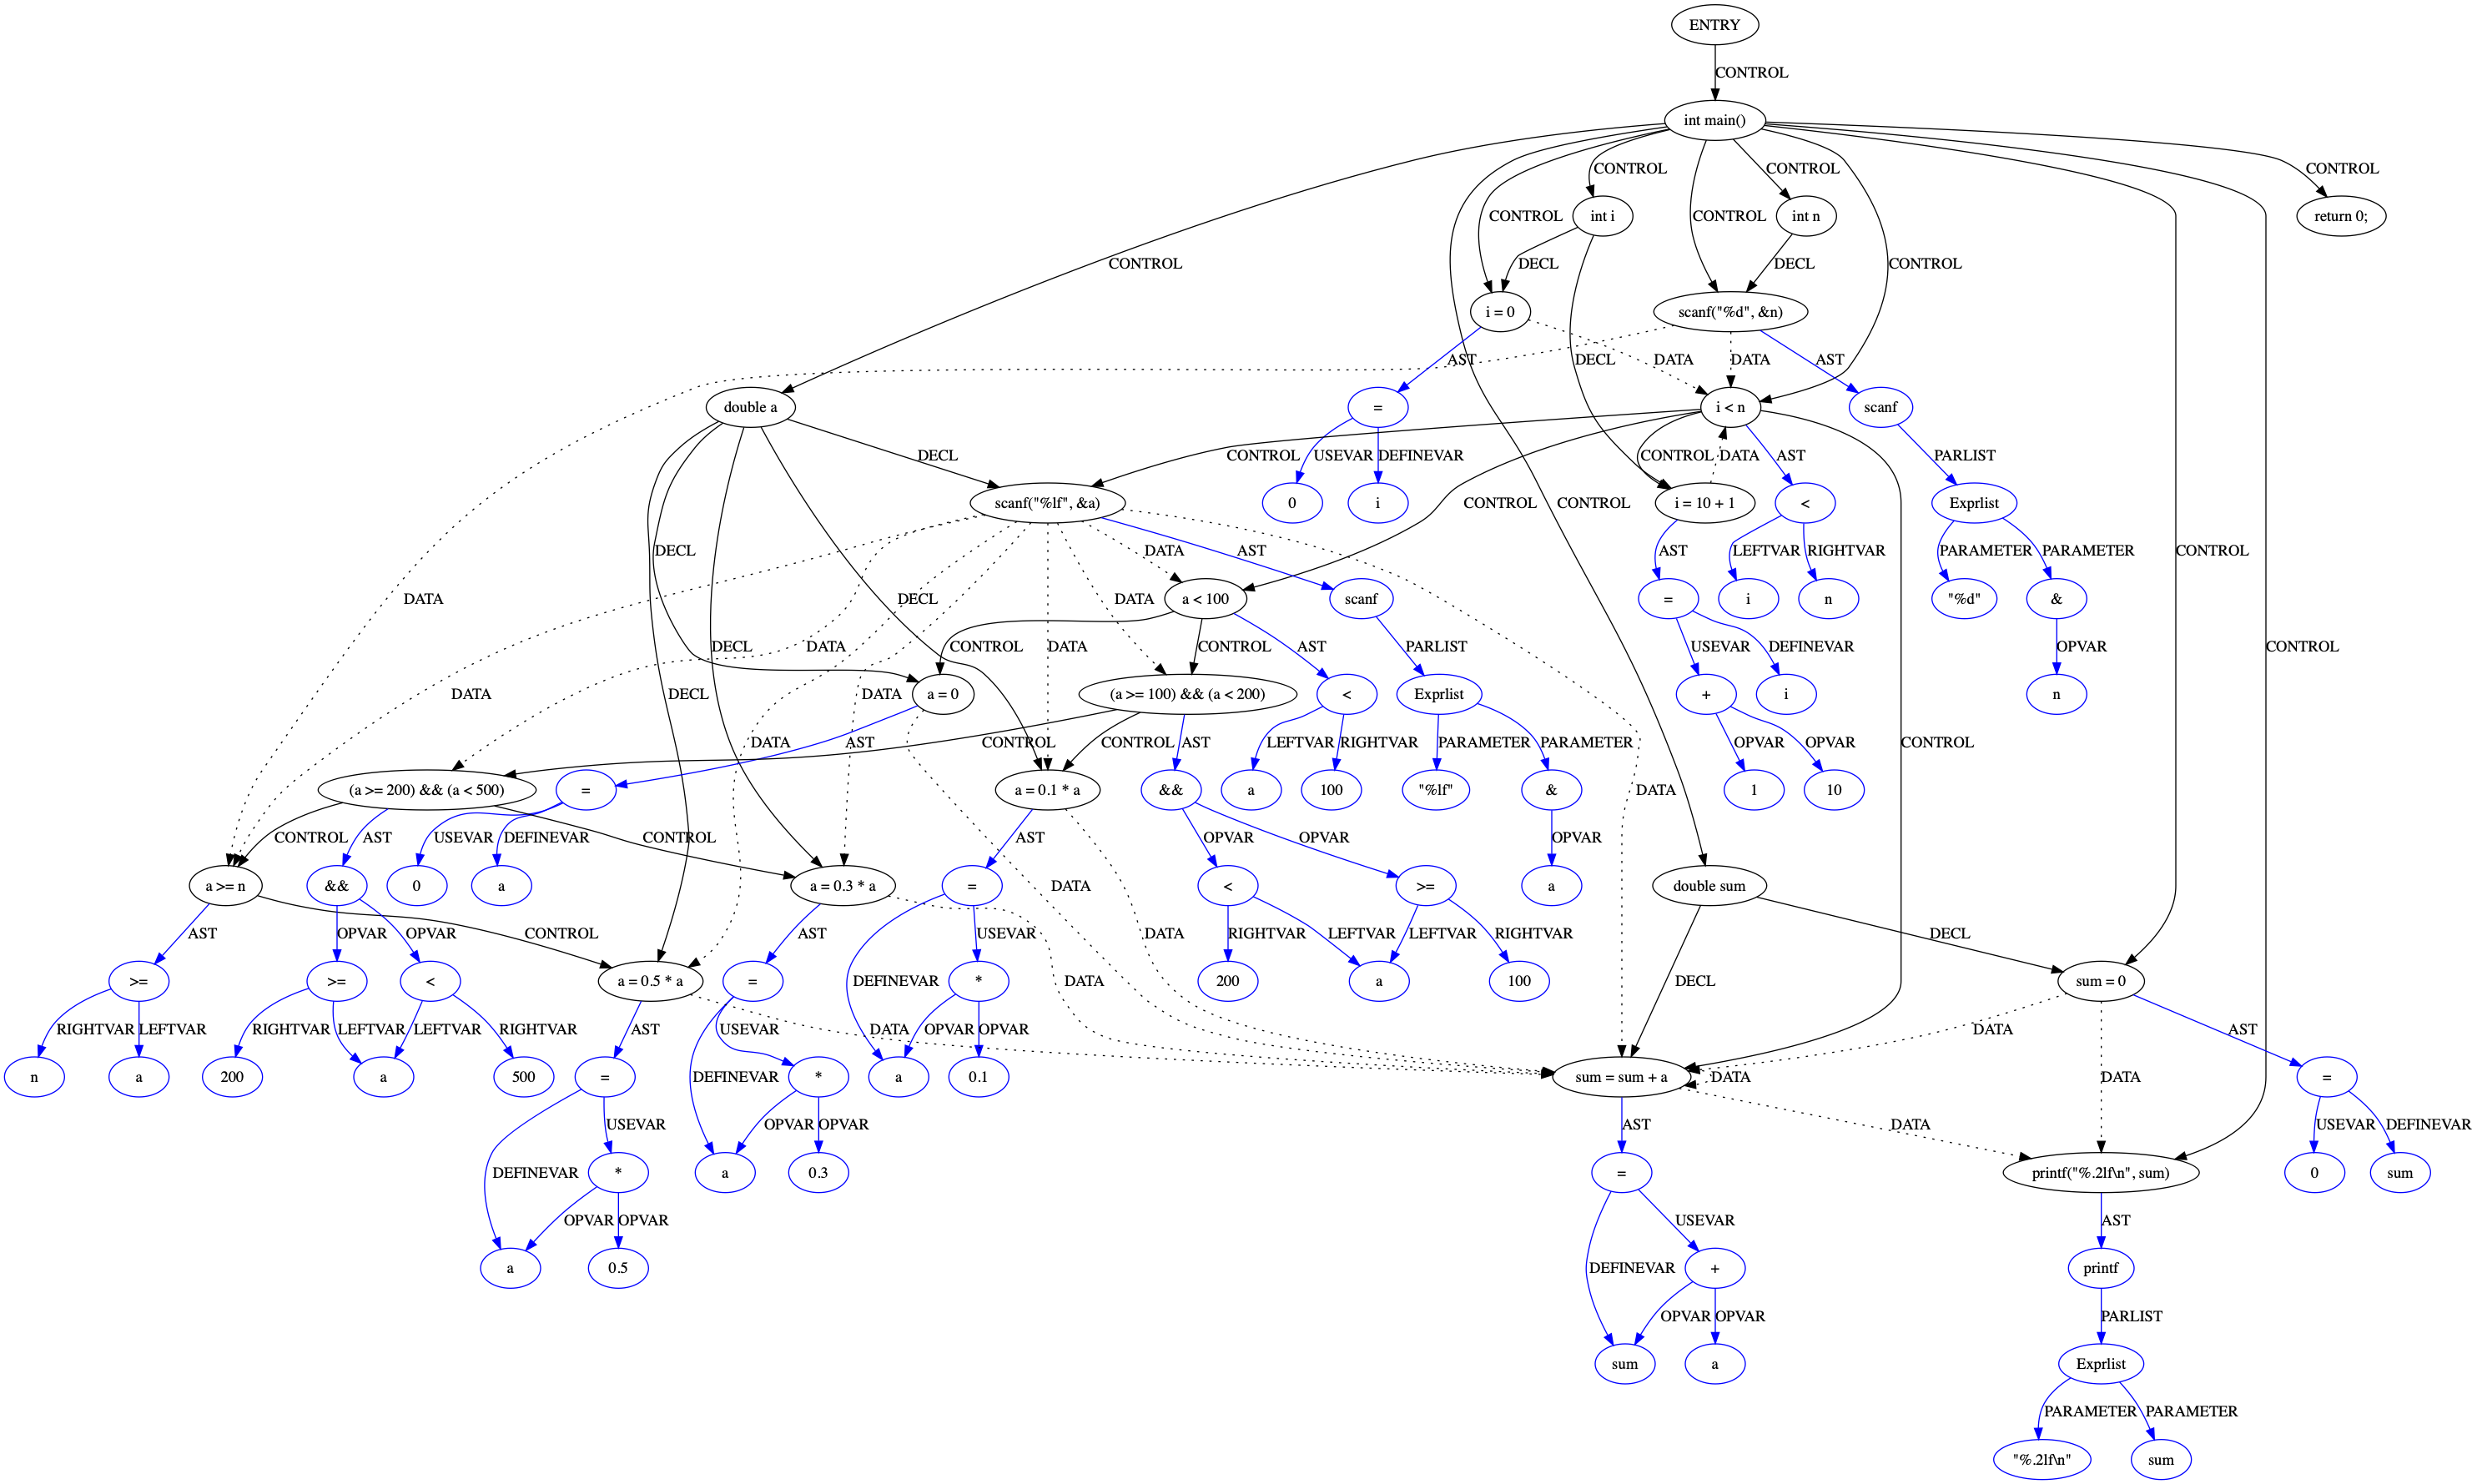 ENTRY
CONTROL
int main()
CONTROL CONTROL CONTROL
int i int n return 0;
CONTROL CONTROL
CONTROL DECL DECL CONTROL
i = 0 scanf("%d", &n)
AST DECL DATA DATA AST
double a = i < n scanf
DECL CONTROL USEVAR DEFINEVAR CONTROL DATA AST PARLIST
scanf("%lf", &a) 0 i CONTROL CONTROL i = 10 + 1 < Exprlist
DECL DATA AST AST LEFTVAR RIGHTVAR PARAMETER PARAMETER CONTROL
DATA DECL DATA a < 100 scanf = i n "%d" &
DECL DATA CONTROL DATA CONTROL AST PARLIST USEVAR DEFINEVAR OPVAR CONTROL
DATA DECL DATA a = 0 (a >= 100) && (a < 200) < Exprlist + i n
DATA AST CONTROL CONTROL AST LEFTVAR RIGHTVAR PARAMETER PARAMETER OPVAR OPVAR CONTROL
(a >= 200) && (a < 500) = a = 0.1 * a && a 100 "%lf" & DATA 1 10
CONTROL AST USEVAR DEFINEVAR CONTROL AST OPVAR OPVAR OPVAR
a >= n && 0 a a = 0.3 * a = DATA < >= a double sum
AST OPVAR OPVAR CONTROL AST USEVAR DATA RIGHTVAR LEFTVAR LEFTVAR RIGHTVAR DECL
>= >= < a = 0.5 * a = DEFINEVAR * DATA 200 a 100 DECL sum = 0
RIGHTVAR LEFTVAR RIGHTVAR LEFTVAR LEFTVAR RIGHTVAR AST USEVAR DATA OPVAR OPVAR DATA AST
n a 200 a 500 = DEFINEVAR * a 0.1 sum = sum + a DATA DATA =
USEVAR OPVAR OPVAR AST DATA USEVAR DEFINEVAR
DEFINEVAR * a 0.3 = printf("%.2lf\n", sum) 0 sum
OPVAR OPVAR USEVAR AST
a 0.5 DEFINEVAR + printf
OPVAR OPVAR PARLIST
sum a Exprlist
PARAMETER PARAMETER
"%.2lf\n" sum